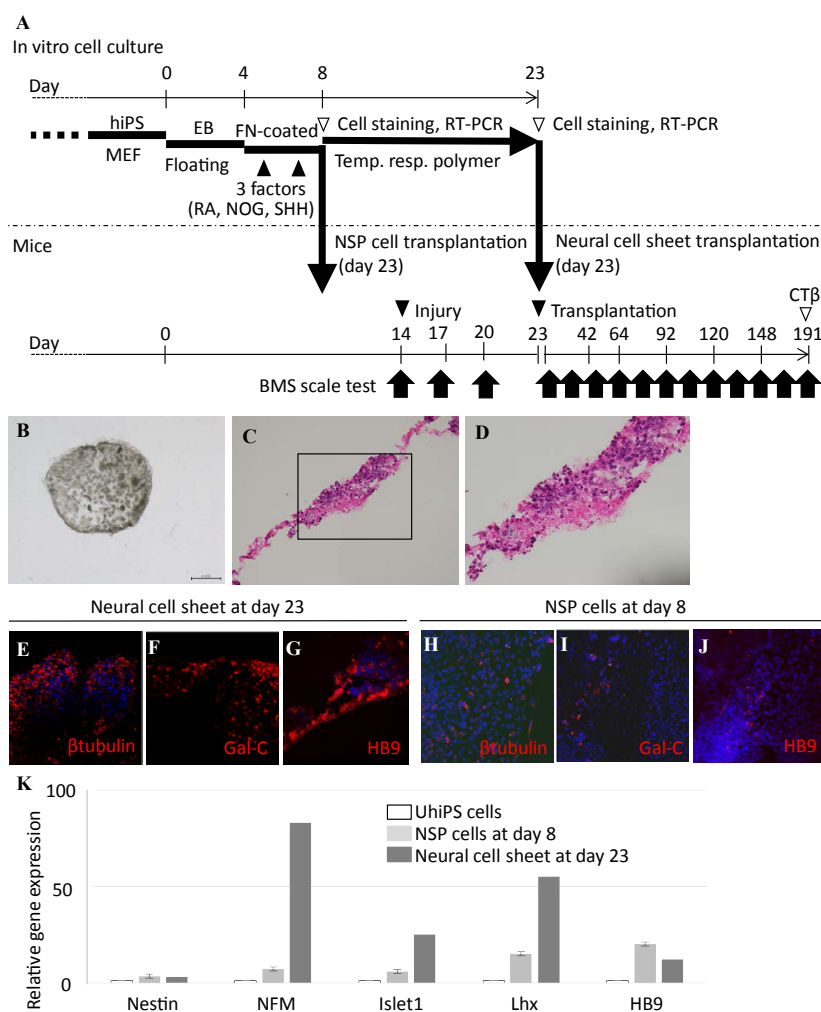 A
In vitro cell culture
0 4 8 23
Day
hiPS EB FN-coated Cell staining, RT-PCR Cell staining, RT-PCR
MEF Floating Temp. resp. polymer
3 factors
(RA, NOG, SHH)
Mice NSP cell transplantation Neural cell sheet transplantation
(day 23) (day 23)
CTβ
Injury Transplantation
0 14 17 20 23 42 64 92 120 148 191
Day
BMS scale test
B C D
Neural cell sheet at day 23 NSP cells at day 8
E F G H I J
βtubulin Gal-C HB9 βtubulin Gal-C HB9
K
Relative gene expression
100
50
0
UhiPS cells
NSP cells at day 8
Neural cell sheet at day 23
Nestin NFM Islet1 Lhx HB9